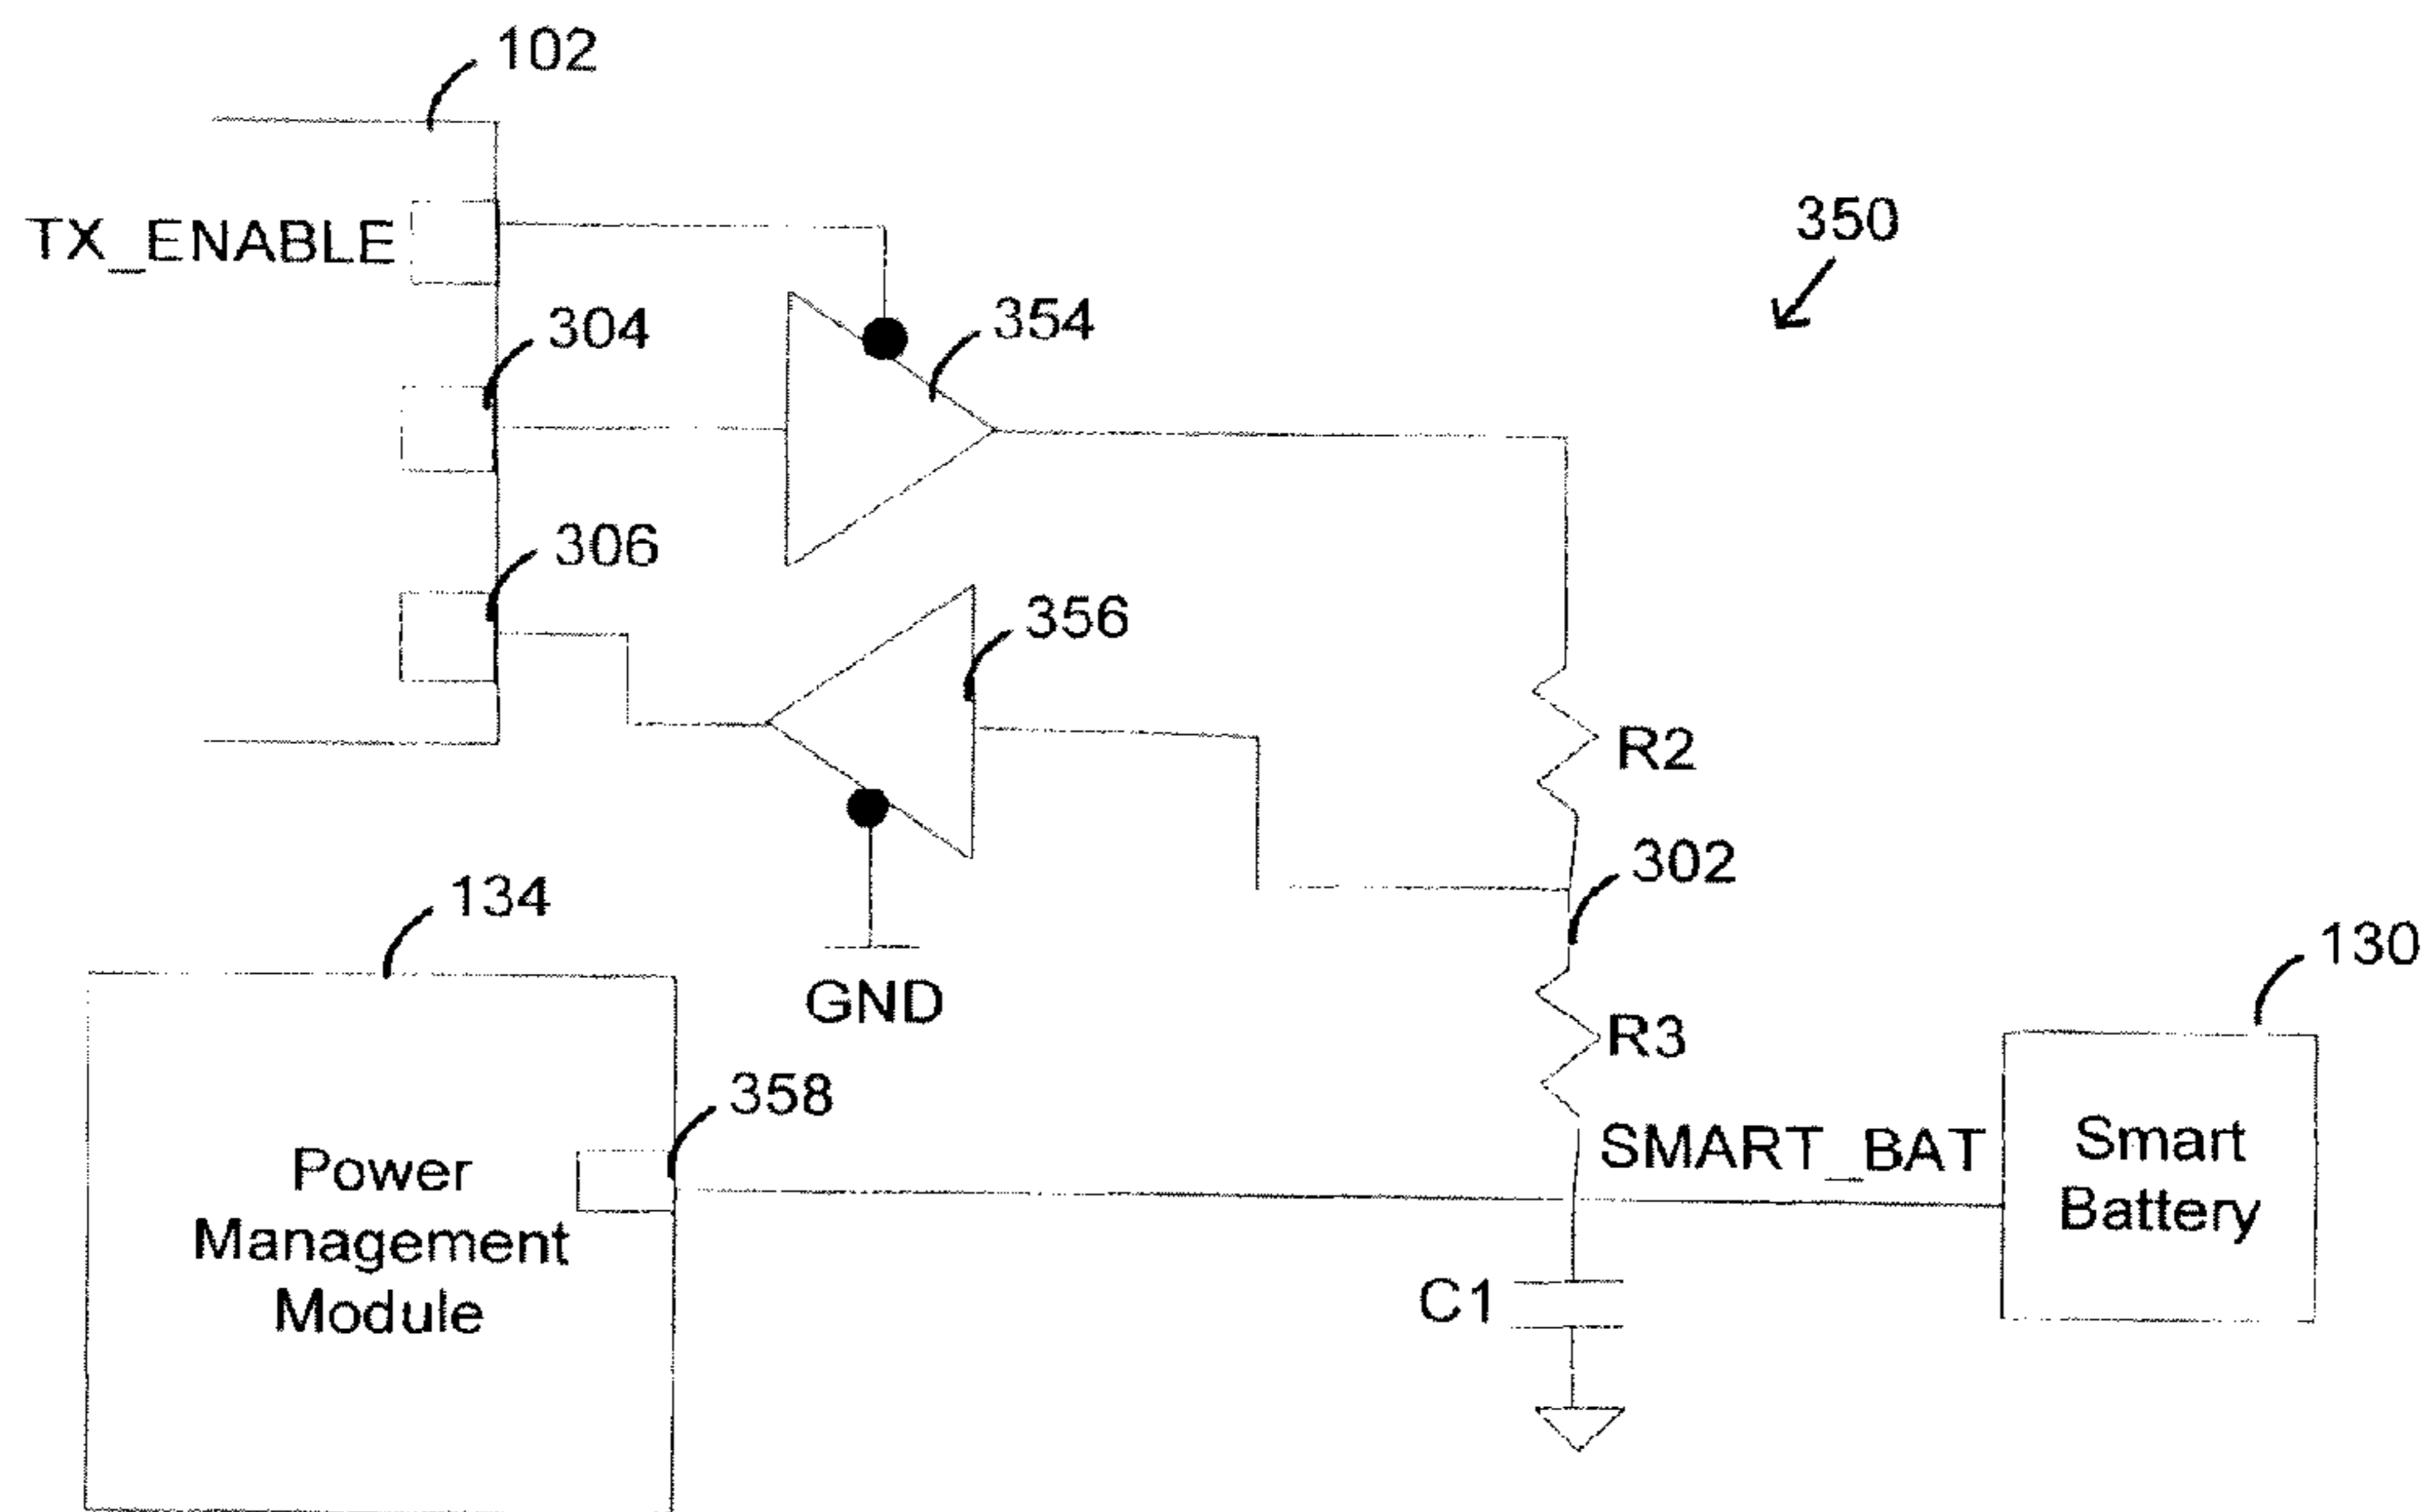 102
TX_ENABLE
350
304
354
306
356
R2
302
134
130
GND
R3
358
SMART_BAT
Smart
Battery
Power
Management
Module
C1